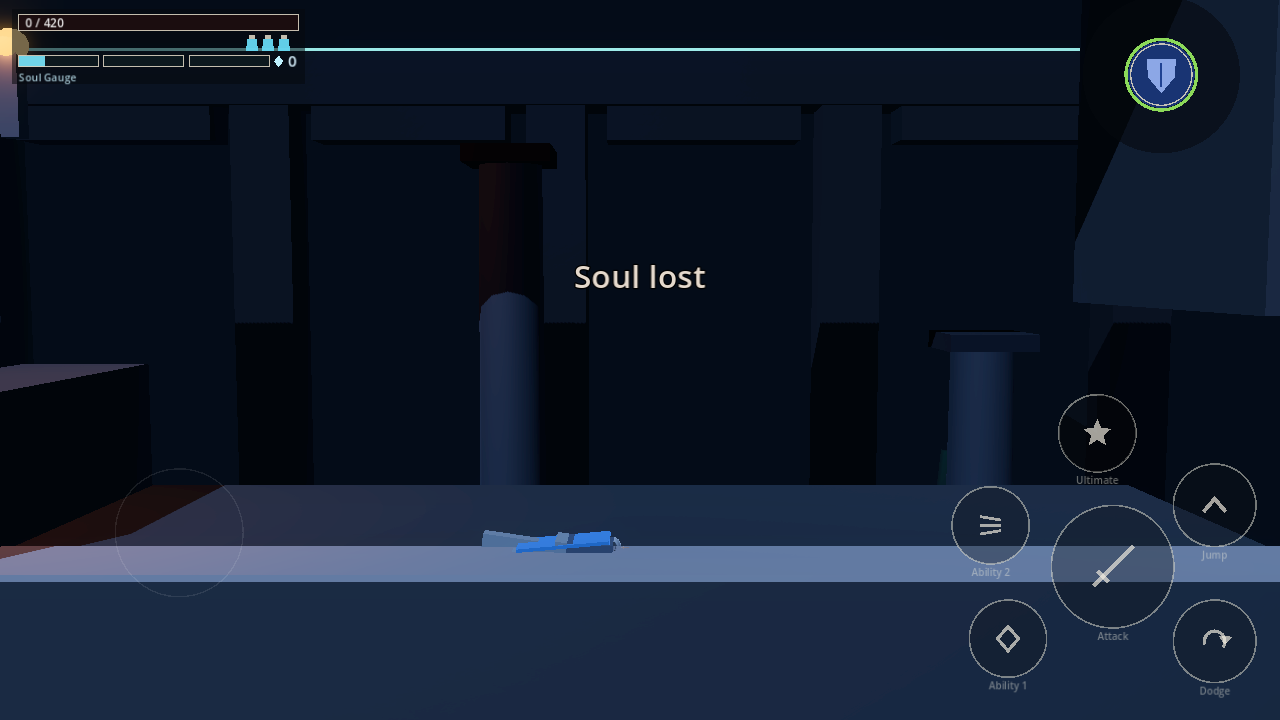 0 / 420
0
Soul Gauge
Soul lost
Ultimate
Ability 2
Jump
Attack
Ability 1
Dodge